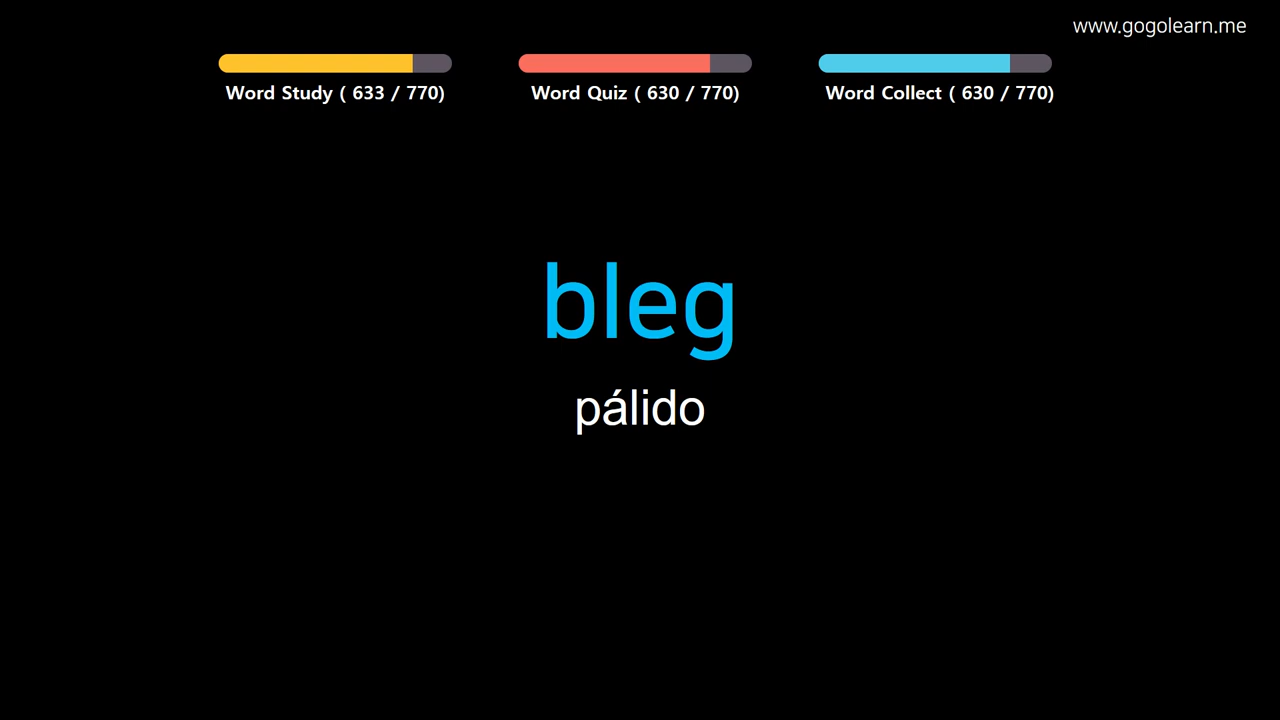 www.gogolearn.me
Word Study ( 633 / 770)
Word Quiz ( 630 / 770)
Word Collect ( 630 / 770)
bleg
pálido